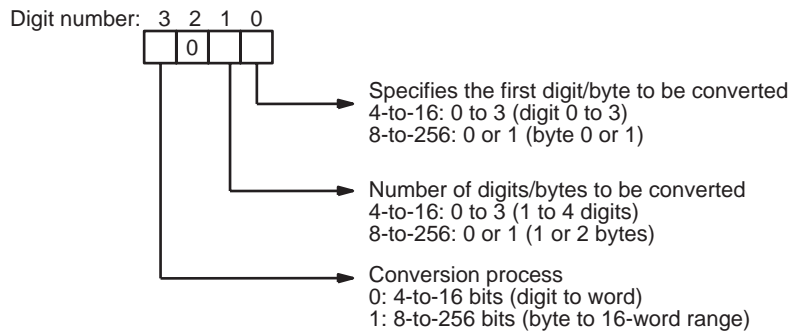 Digit number: 3 2 1 0
0
Specifies the first digit/byte to be converted
4-to-16: 0 to 3 (digit 0 to 3)
8-to-256: 0 or 1 (byte 0 or 1)
Number of digits/bytes to be converted
4-to-16: 0 to 3 (1 to 4 digits)
8-to-256: 0 or 1 (1 or 2 bytes)
Conversion process
0: 4-to-16 bits (digit to word)
1: 8-to-256 bits (byte to 16-word range)